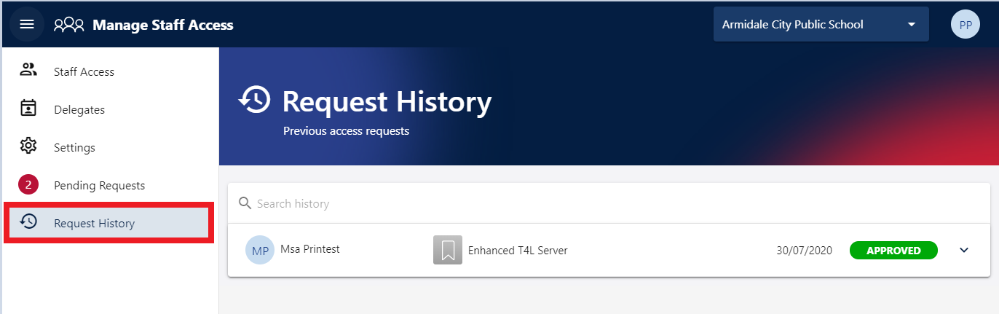 Manage Staff Access
Armidale City Public School
PP
Staff Access
Delegates
Settings
2 Pending Requests
Request History
Request History
Previous access requests
Search history
MP Msa Printest Enhanced T4L Server 30/07/2020 APPROVED